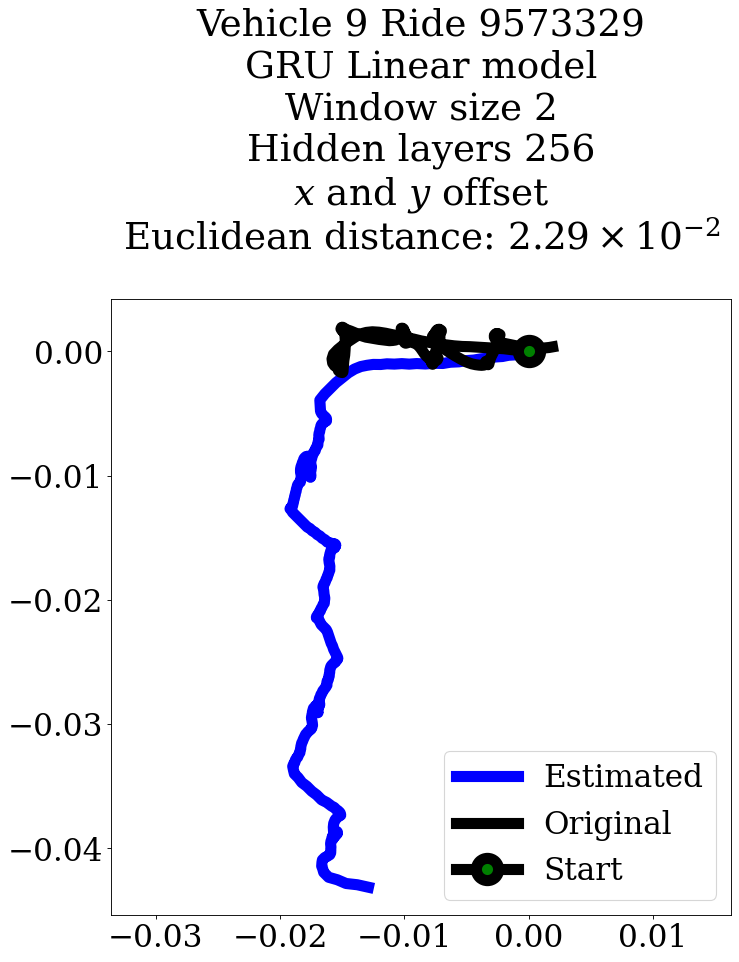 Vehicle 9 Ride 9573329
GRU Linear model
Window size 2
Hidden layers 256
x and y offset
Euclidean distance: 2.29 × 10⁻²
0.00
−0.01
−0.02
−0.03
−0.04
Estimated
Original
Start
−0.03 −0.02 −0.01 0.00 0.01